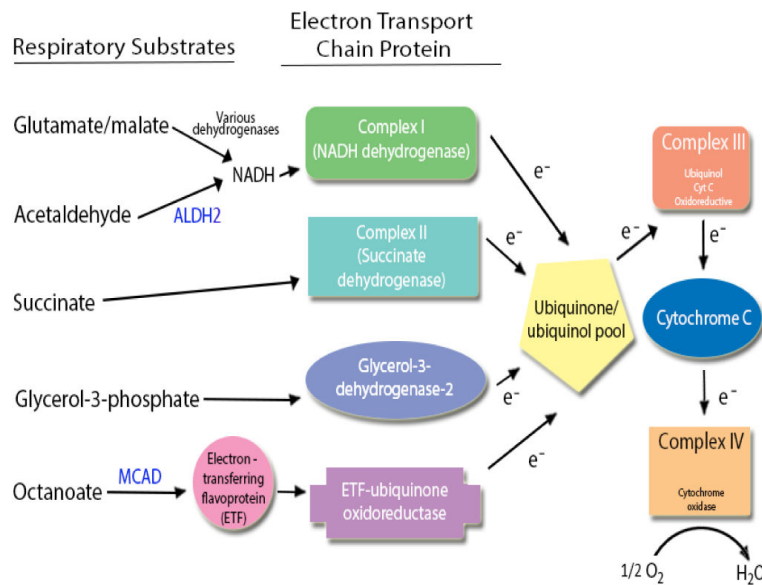 Respiratory Substrates
Electron Transport
Chain Protein
Glutamate/malate
Various
dehydrogenases
NADH
Acetaldehyde
ALDH2
Complex I
(NADH dehydrogenase)
e⁻
Succinate
Complex II
(Succinate
dehydrogenase)
e⁻
Glycerol-3-phosphate
Glycerol-3-
dehydrogenase-2
e⁻
Octanoate
MCAD
Electron -
transferring
flavoprotein
(ETF)
ETF-ubiquinone
oxidoreductase
e⁻
Ubiquinone/
ubiquinol pool
e⁻
Complex III
Ubiquinol
Cyt C
Oxidoreductive
e⁻
Cytochrome C
e⁻
Complex IV
Cytochrome
oxidase
1/2 O₂
H₂O